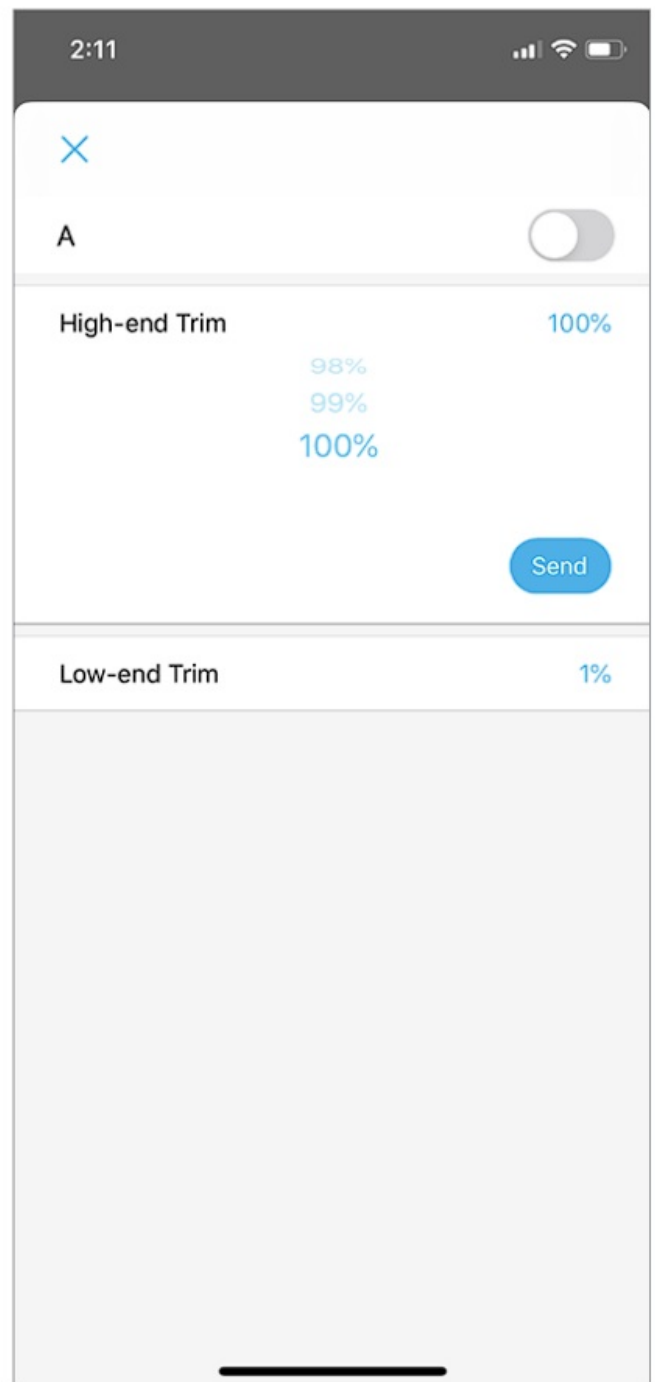 2:11
A
High-end Trim 100%
98%
99%
100%
Send
Low-end Trim 1%